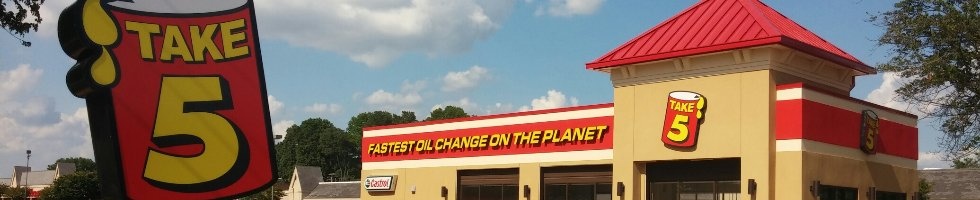 TAKE
5
FASTEST OIL CHANGE ON THE PLANET
Castrol
TAKE
5